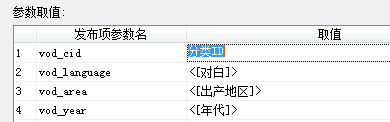 参数取值:
发布项参数名 取值
1 vod_cid 分类ID
2 vod_language <[对白]>
3 vod_area <[出产地区]>
4 vod_year <[年代]>